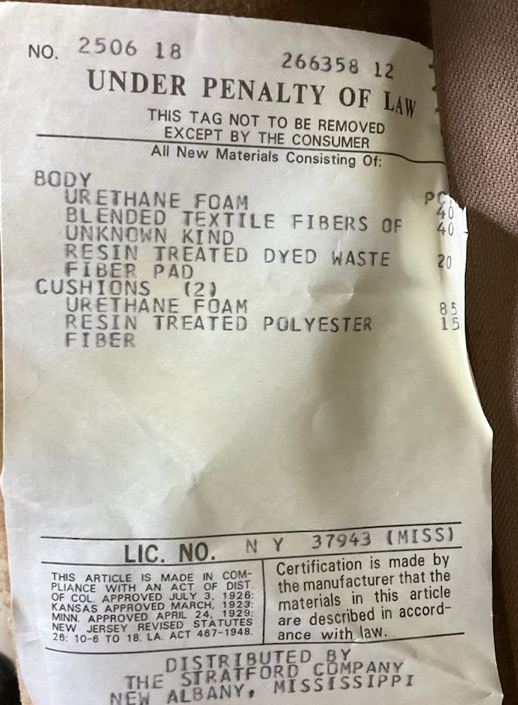 NO. 2506 18 266358 12
UNDER PENALTY OF LAW
THIS TAG NOT TO BE REMOVED
EXCEPT BY THE CONSUMER
All New Materials Consisting Of:
BODY
URETHANE FOAM 40
BLENDED TEXTILE FIBERS OF 40
UNKNOWN KIND
RESIN TREATED DYED WASTE 20
FIBER PAD
CUSHIONS (2)
URETHANE FOAM 85
RESIN TREATED POLYESTER 15
FIBER
LIC. NO. N Y 37943 (MISS)
THIS ARTICLE IS MADE IN COM-
PLIANCE WITH AN ACT OF DIST.
OF COL. APPROVED JULY 3, 1926:
KANSAS APPROVED MARCH, 1923:
MINN. APPROVED APRIL 24, 1929:
NEW JERSEY REVISED STATUTES
26: 10-6 TO 18. LA. ACT 467-1948.
Certification is made by
the manufacturer that the
materials in this article
are described in accord-
ance with law.
DISTRIBUTED BY
THE STRATFORD COMPANY
NEW ALBANY, MISSISSIPPI